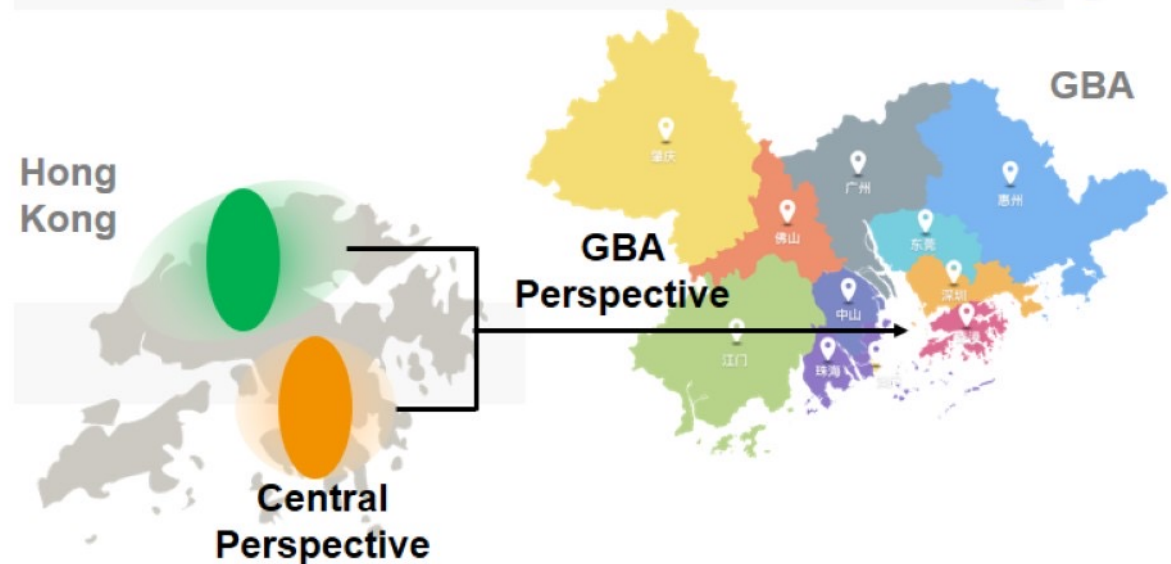 GBA
Hong
Kong
肇庆
广州
惠州
佛山
东莞
GBA
Perspective
深圳
中山
江门
珠海
Central
Perspective